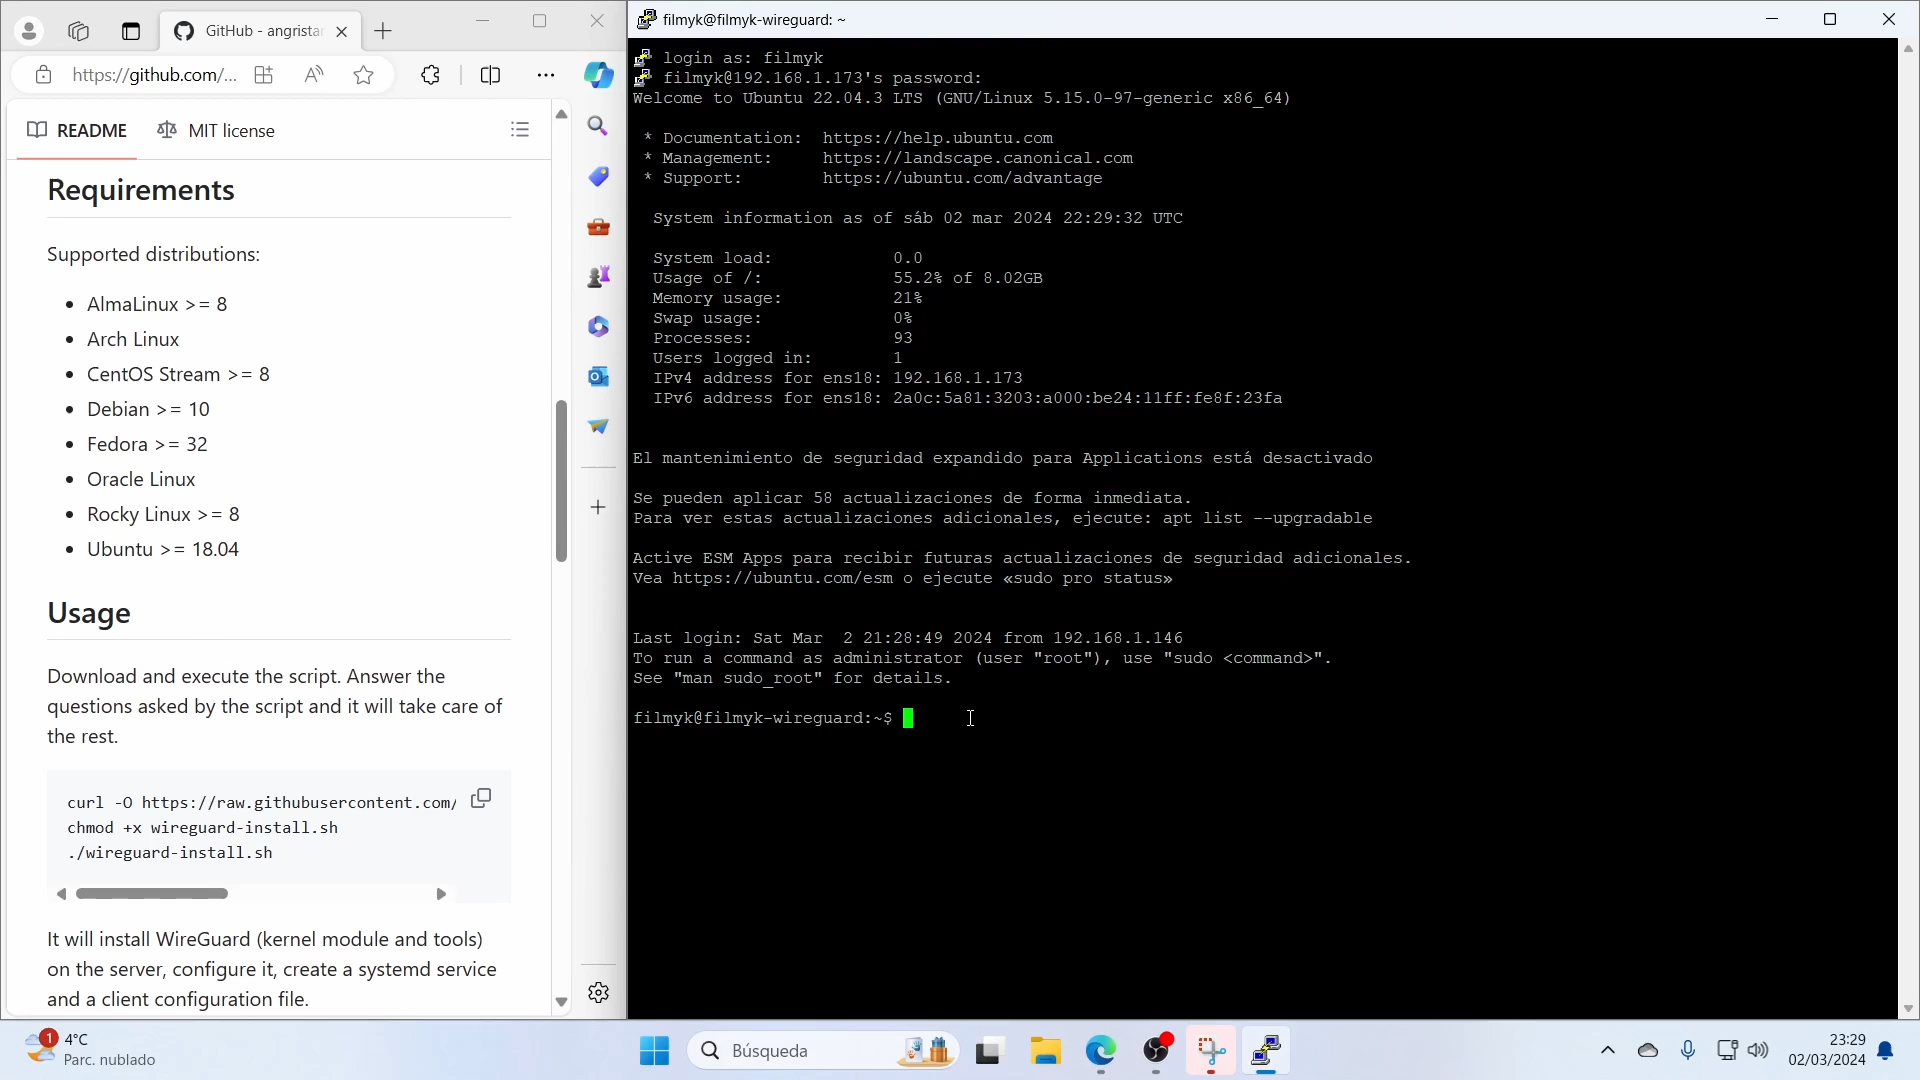 GitHub - angrista
https://github.com/...
README
MIT license
Requirements
Supported distributions:
AlmaLinux >= 8
Arch Linux
CentOS Stream >= 8
Debian >= 10
Fedora >= 32
Oracle Linux
Rocky Linux >= 8
Ubuntu >= 18.04
Usage
Download and execute the script. Answer the
questions asked by the script and it will take care of
the rest.
curl -O https://raw.githubusercontent.com/
chmod +x wireguard-install.sh
./wireguard-install.sh
It will install WireGuard (kernel module and tools)
on the server, configure it, create a systemd service
and a client configuration file.
filmyk@filmyk-wireguard: ~
login as: filmyk
filmyk@192.168.1.173's password:
Welcome to Ubuntu 22.04.3 LTS (GNU/Linux 5.15.0-97-generic x86_64)
* Documentation: https://help.ubuntu.com
* Management: https://landscape.canonical.com
* Support: https://ubuntu.com/advantage
System information as of sáb 02 mar 2024 22:29:32 UTC
System load: 0.0
Usage of /: 55.2% of 8.02GB
Memory usage: 21%
Swap usage: 0%
Processes: 93
Users logged in: 1
IPv4 address for ens18: 192.168.1.173
IPv6 address for ens18: 2a0c:5a81:3203:a000:be24:11ff:fe8f:23fa
El mantenimiento de seguridad expandido para Applications está desactivado
Se pueden aplicar 58 actualizaciones de forma inmediata.
Para ver estas actualizaciones adicionales, ejecute: apt list --upgradable
Active ESM Apps para recibir futuras actualizaciones de seguridad adicionales.
Vea https://ubuntu.com/esm o ejecute «sudo pro status»
Last login: Sat Mar  2 21:28:49 2024 from 192.168.1.146
To run a command as administrator (user "root"), use "sudo <command>".
See "man sudo_root" for details.
filmyk@filmyk-wireguard:~$
1
4°C
Parc. nublado
Búsqueda
23:29
02/03/2024